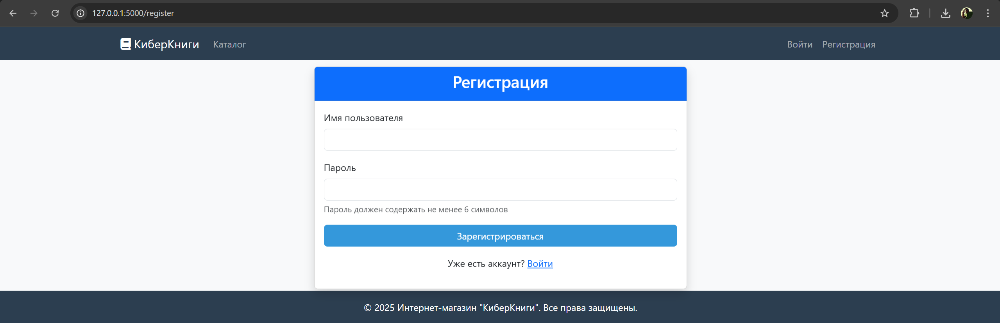 127.0.0.1:5000/register
КиберКниги Каталог Войти Регистрация
Регистрация
Имя пользователя
Пароль
Пароль должен содержать не менее 6 символов
Зарегистрироваться
Уже есть аккаунт? Войти
© 2025 Интернет-магазин "КиберКниги". Все права защищены.